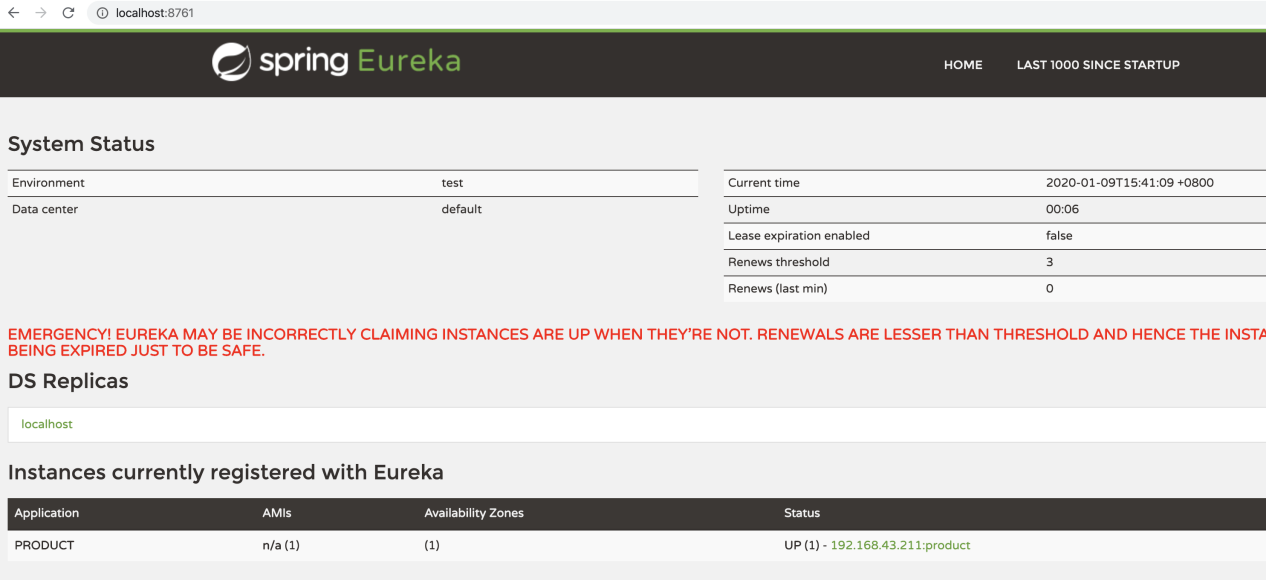 localhost:8761
spring Eureka
HOME LAST 1000 SINCE STARTUP
System Status
Environment test
Data center default
Current time 2020-01-09T15:41:09 +0800
Uptime 00:06
Lease expiration enabled false
Renews threshold 3
Renews (last min) 0
EMERGENCY! EUREKA MAY BE INCORRECTLY CLAIMING INSTANCES ARE UP WHEN THEY'RE NOT. RENEWALS ARE LESSER THAN THRESHOLD AND HENCE THE INSTA
BEING EXPIRED JUST TO BE SAFE.
DS Replicas
localhost
Instances currently registered with Eureka
Application AMIs Availability Zones Status
PRODUCT n/a (1) (1) UP (1) - 192.168.43.211:product